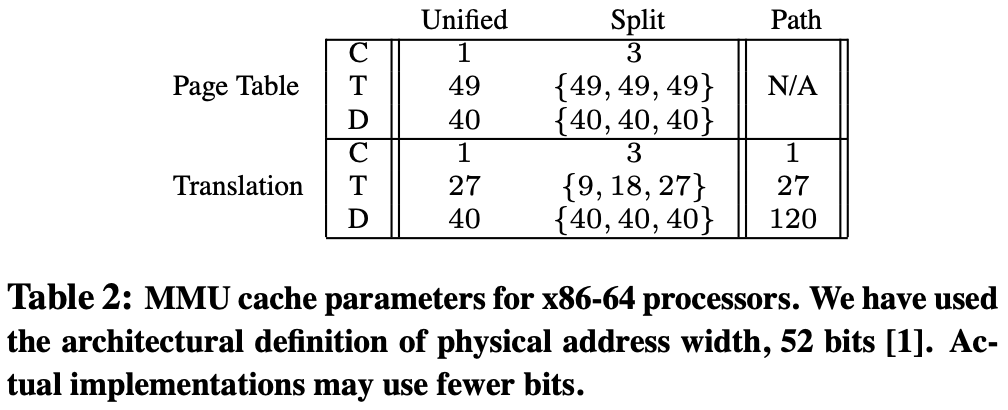 Unified Split Path
C 1 3
Page Table T 49 {49, 49, 49} N/A
D 40 {40, 40, 40}
C 1 3 1
Translation T 27 {9, 18, 27} 27
D 40 {40, 40, 40} 120
Table 2: MMU cache parameters for x86-64 processors. We have used
the architectural definition of physical address width, 52 bits [1]. Ac-
tual implementations may use fewer bits.